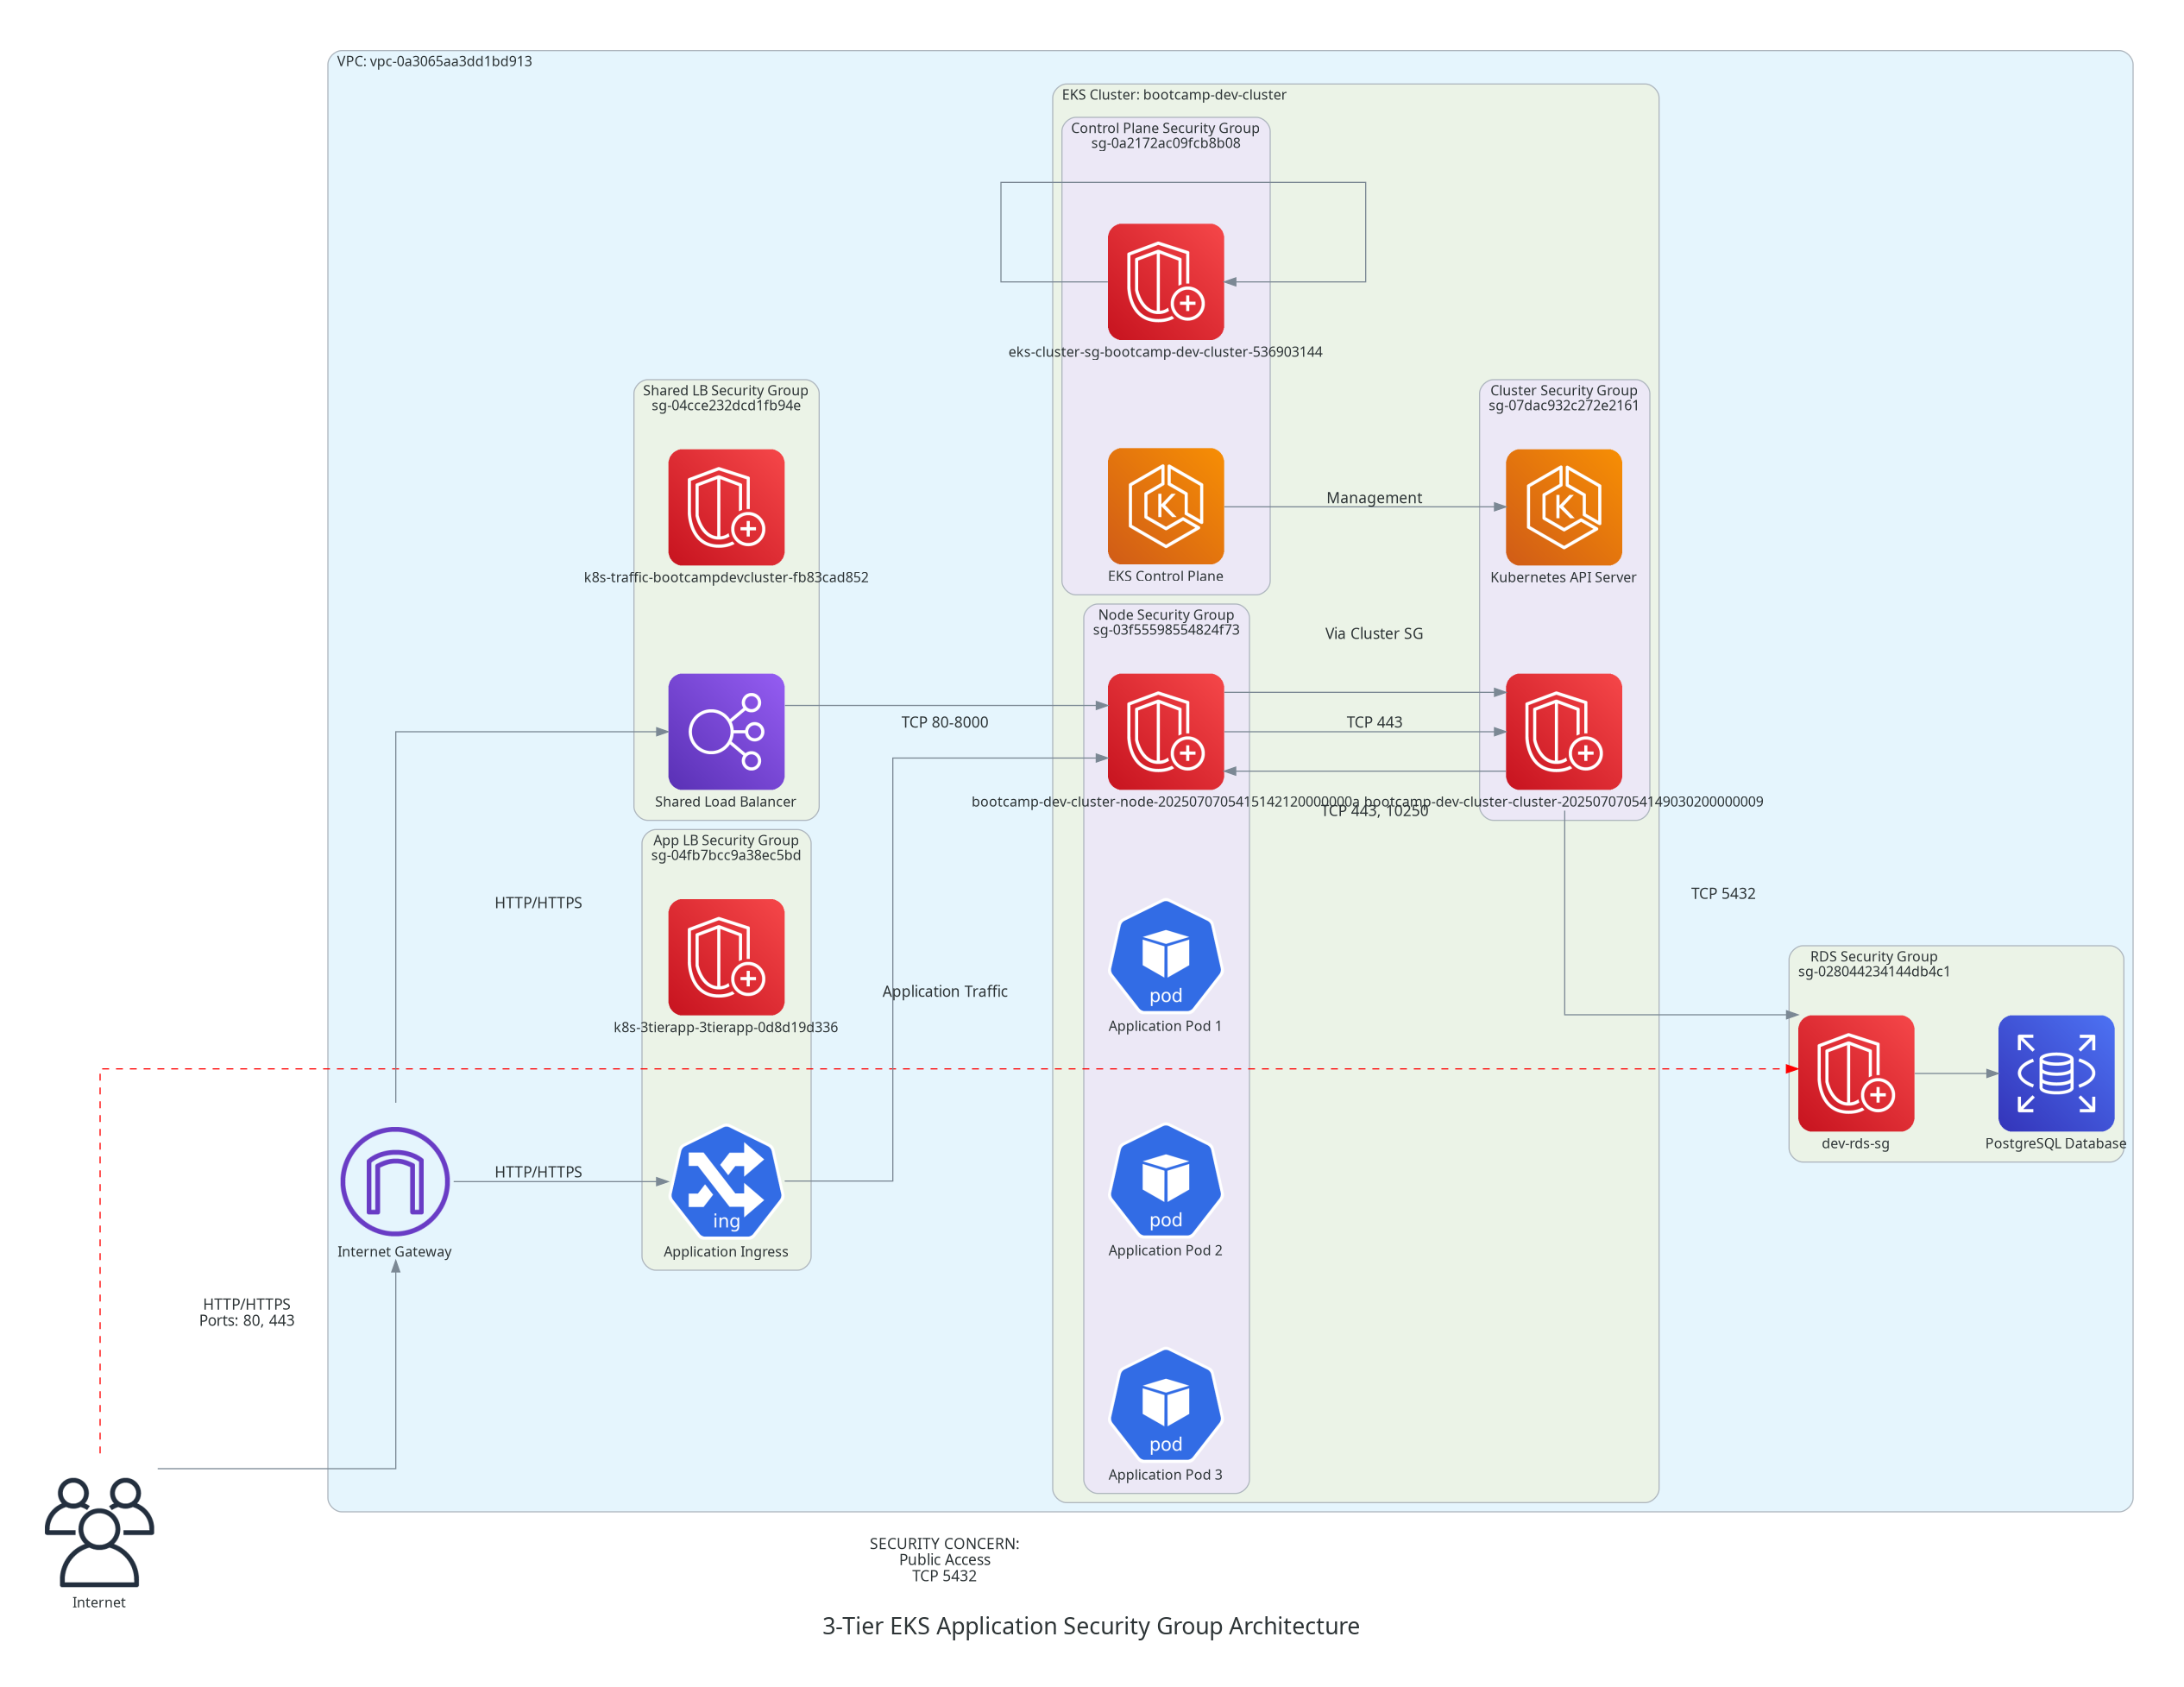 VPC: vpc-0a3065aa3dd1bd913
EKS Cluster: bootcamp-dev-cluster
Control Plane Security Group
sg-0a2172ac09fcb8b08
eks-cluster-sg-bootcamp-dev-cluster-536903144
Shared LB Security Group
sg-04cce232dcd1fb94e
Cluster Security Group
sg-07dac932c272e2161
Management
k8s-traffic-bootcampdevcluster-fb83cad852
EKS Control Plane
Kubernetes API Server
Node Security Group
sg-03f55598554824f73
Via Cluster SG
TCP 80-8000
TCP 443
Shared Load Balancer
bootcamp-dev-cluster-node-20250707054151421200000000a
bootcamp-dev-cluster-cluster-20250707054149030200000009
TCP 443, 10250
App LB Security Group
sg-04fb7bcc9a38ec5bd
TCP 5432
HTTP/HTTPS
RDS Security Group
sg-028044234144db4c1
Application Traffic
pod
Application Pod 1
k8s-3tierapp-3tierapp-0d8d19d336
dev-rds-sg
PostgreSQL Database
HTTP/HTTPS
ing
pod
Internet Gateway
Application Ingress
Application Pod 2
HTTP/HTTPS
Ports: 80, 443
pod
Application Pod 3
SECURITY CONCERN:
Public Access
TCP 5432
Internet
3-Tier EKS Application Security Group Architecture